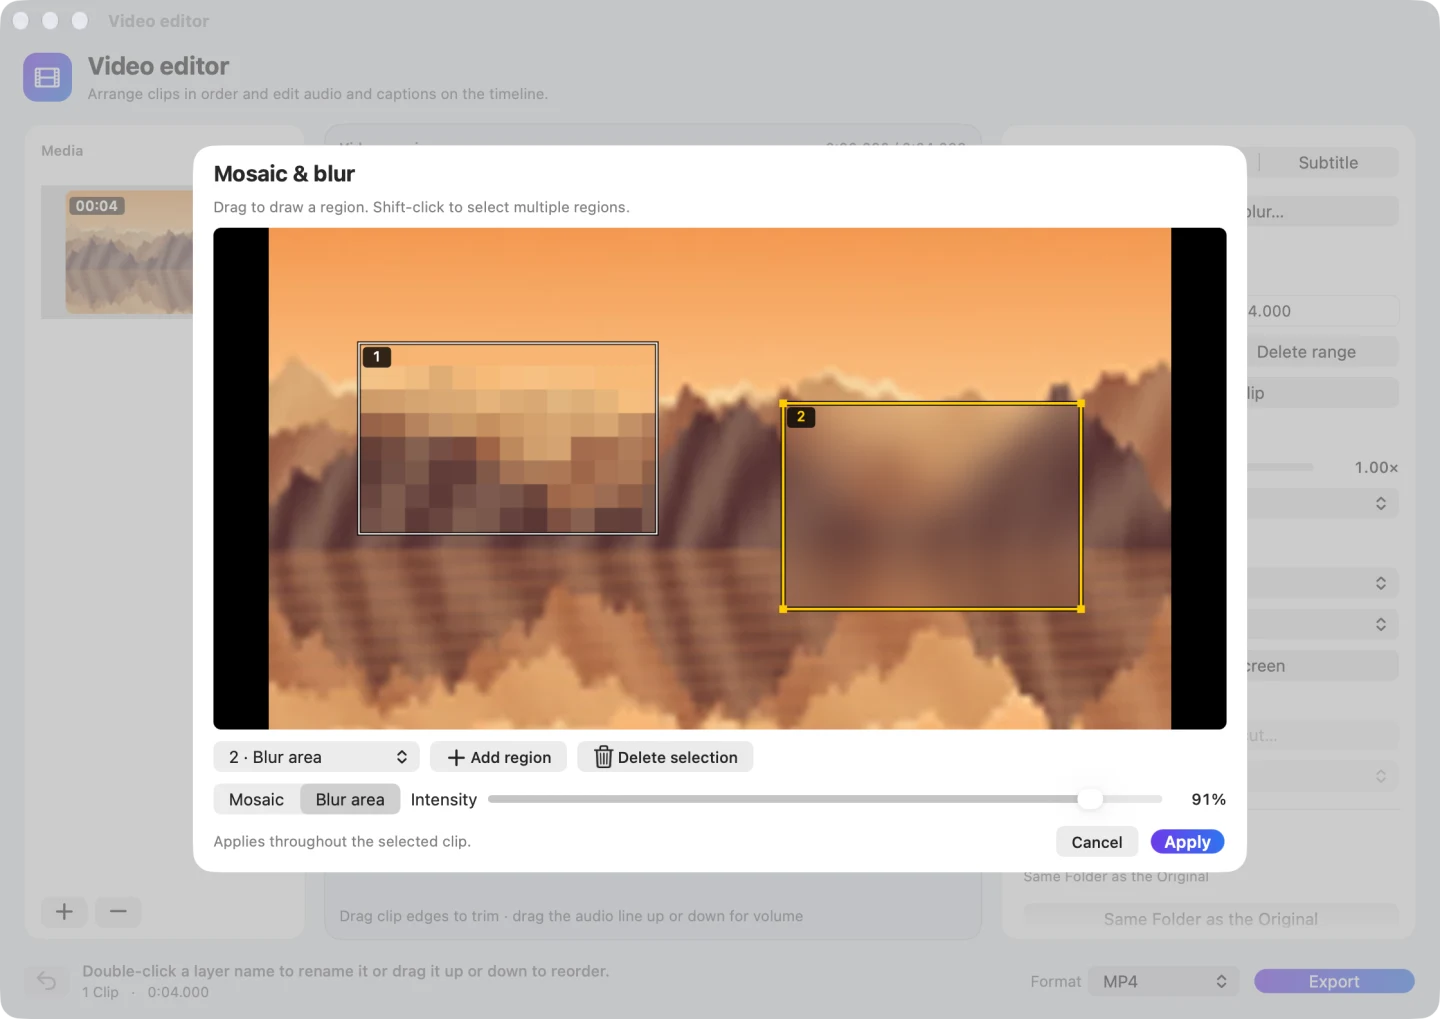 Video editor
Video editor
Arrange clips in order and edit audio and captions on the timeline.
Media
00:04
Subtitle
blur...
4.000
Delete range
lip
1.00×
creen
Mosaic & blur
Drag to draw a region. Shift-click to select multiple regions.
1
2
2 · Blur area
Add region
Delete selection
Mosaic
Blur area
Intensity
91%
Applies throughout the selected clip.
Cancel
Apply
Same Folder as the Original
Same Folder as the Original
Drag clip edges to trim · drag the audio line up or down for volume
Double-click a layer name to rename it or drag it up or down to reorder.
1 Clip · 0:04.000
Format
MP4
Export